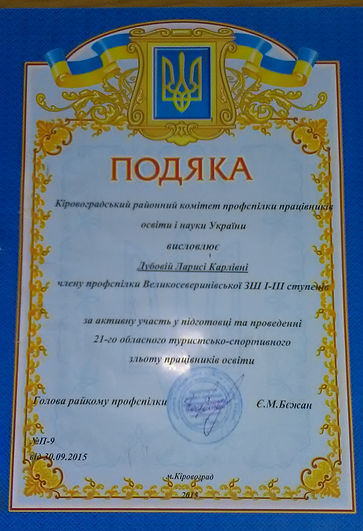 ПОДЯКА
Кіровоградський районний комітет профспілки працівників
освіти і науки України
висловлює
Дубовій Ларисі Карлівні
члену профспілки Великосеверинівської ЗШ І-ІІІ ступенів
за активну участь у підготовці та проведенні
21-го обласного туристсько-спортивного
зльоту працівників освіти
Голова райкому профспілки Є.М.Бєжан
№П-9
від 30.09.2015
м.Кіровоград
2015